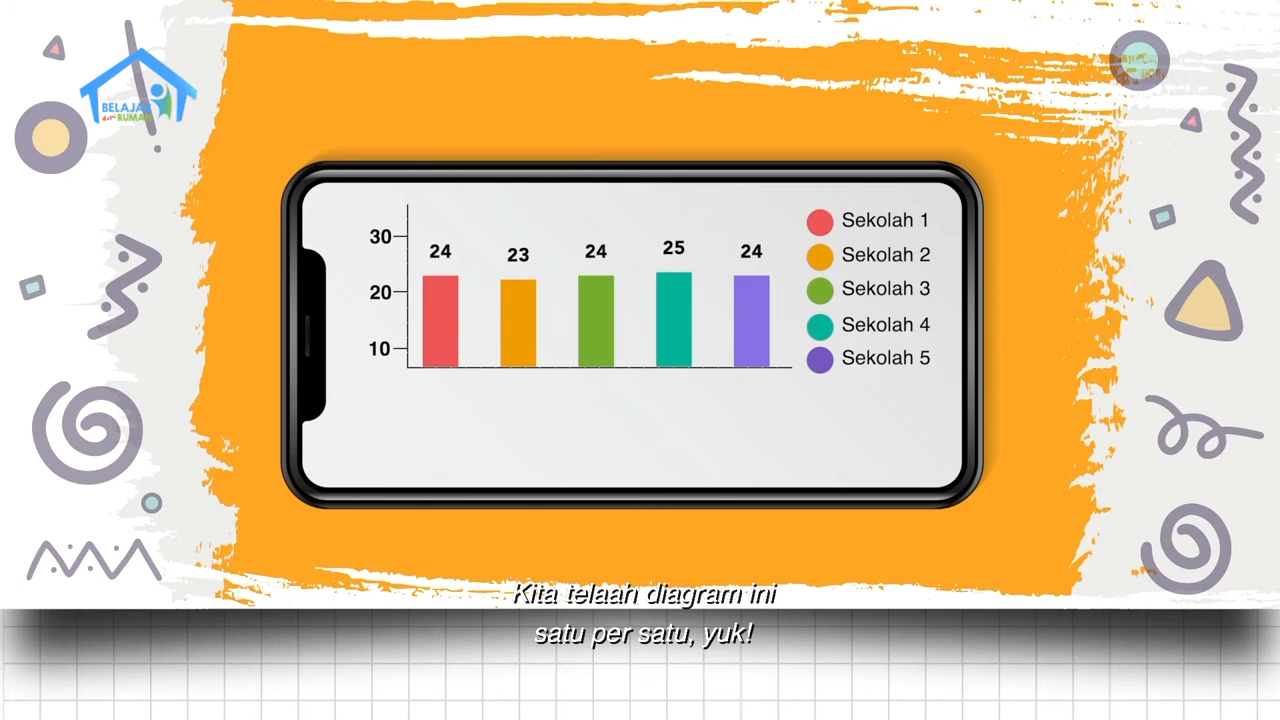 BELAJAR
dari RUMAH
30
20
10
24
23
24
25
24
Sekolah 1
Sekolah 2
Sekolah 3
Sekolah 4
Sekolah 5
Kita telaah diagram ini
satu per satu, yuk!